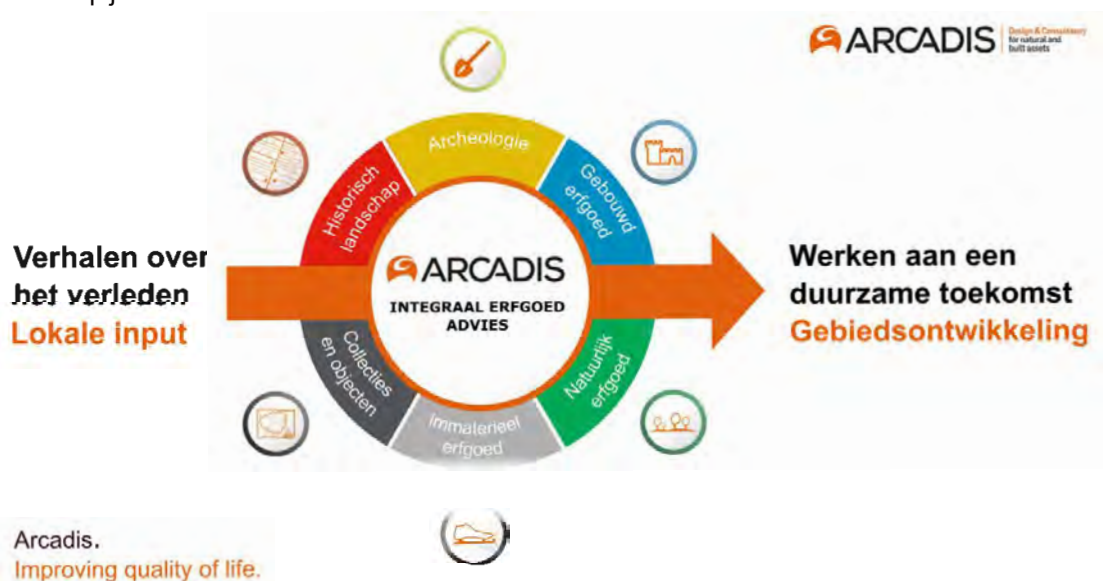 ARCADIS
Design & Consultancy
for natural and
built assets
Archeologie
Historisch
landschap
Gebouwd
erfgoed
Verhalen over
het verleden
Lokale input
ARCADIS
INTEGRAAL ERFGOED
ADVIES
Werken aan een
duurzame toekomst
Gebiedsontwikkeling
Collecties
en objecten
Natuurlijk
erfgoed
Immaterieel
erfgoed
Arcadis.
Improving quality of life.